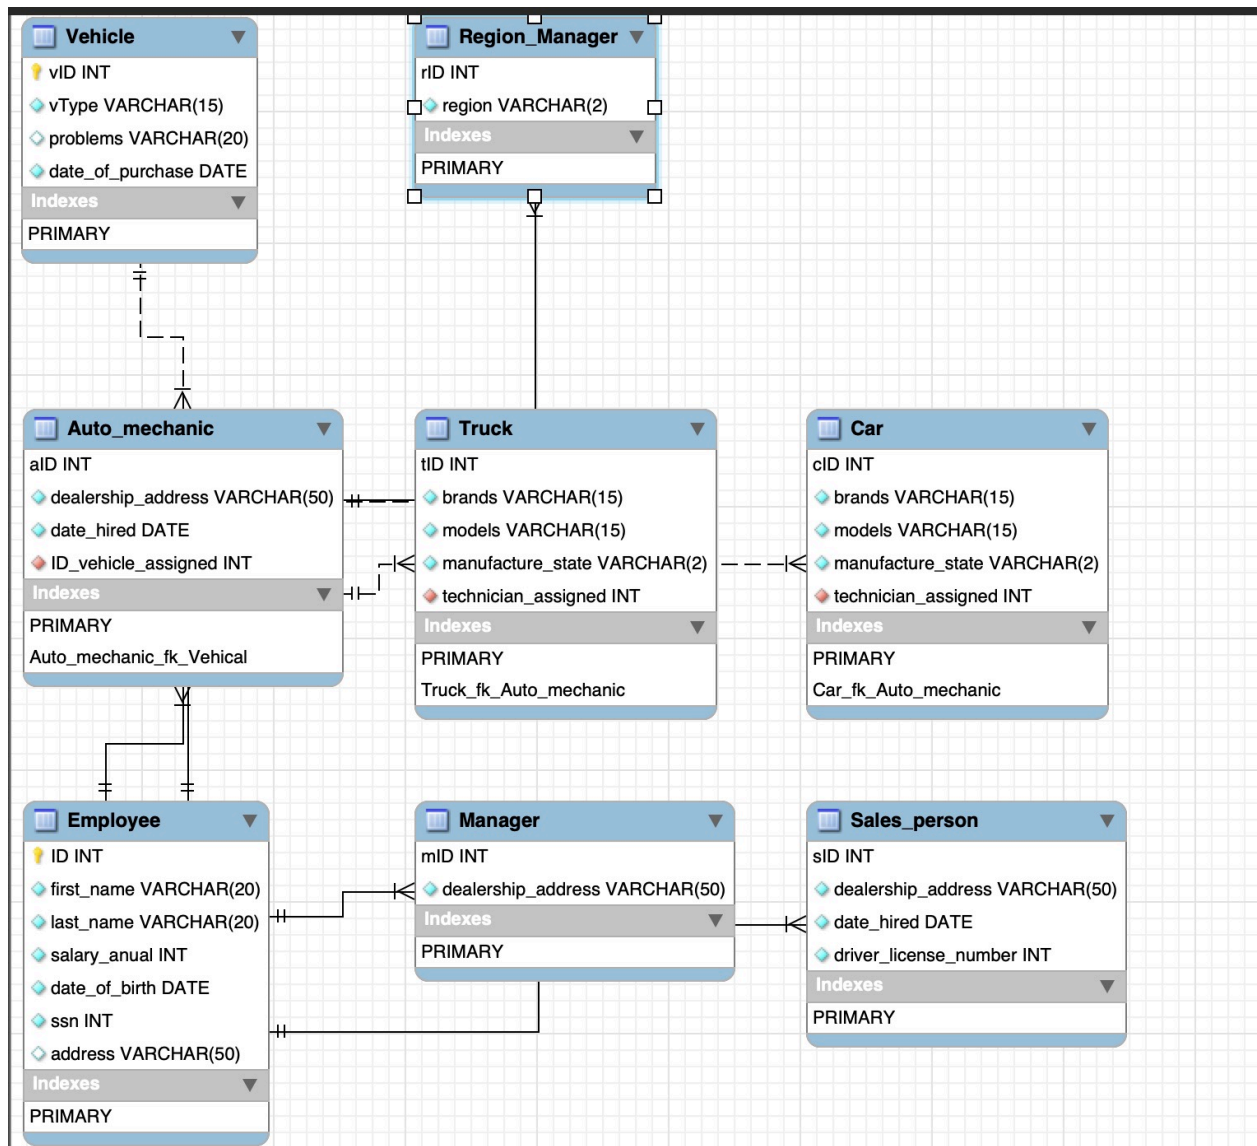 Vehicle
vID INT
vType VARCHAR(15)
problems VARCHAR(20)
date_of_purchase DATE
Indexes
PRIMARY
Region_Manager
rID INT
region VARCHAR(2)
Indexes
PRIMARY
Auto_mechanic
aID INT
dealership_address VARCHAR(50)
date_hired DATE
ID_vehicle_assigned INT
Indexes
PRIMARY
Auto_mechanic_fk_Vehical
Truck
tID INT
brands VARCHAR(15)
models VARCHAR(15)
manufacture_state VARCHAR(2)
technician_assigned INT
Indexes
PRIMARY
Truck_fk_Auto_mechanic
Car
cID INT
brands VARCHAR(15)
models VARCHAR(15)
manufacture_state VARCHAR(2)
technician_assigned INT
Indexes
PRIMARY
Car_fk_Auto_mechanic
Employee
ID INT
first_name VARCHAR(20)
last_name VARCHAR(20)
salary_anual INT
date_of_birth DATE
ssn INT
address VARCHAR(50)
Indexes
PRIMARY
Manager
mID INT
dealership_address VARCHAR(50)
Indexes
PRIMARY
Sales_person
sID INT
dealership_address VARCHAR(50)
date_hired DATE
driver_license_number INT
Indexes
PRIMARY